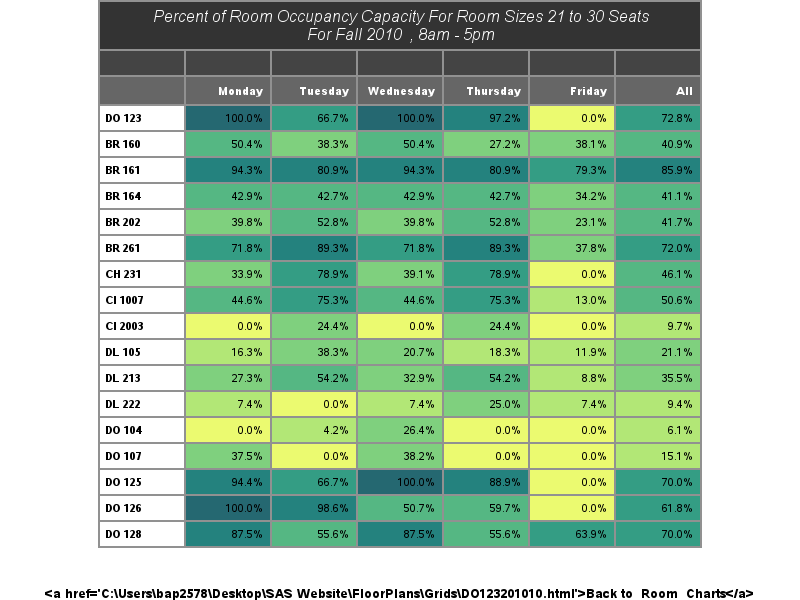 Percent of Room Occupancy Capacity For Room Sizes 21 to 30 Seats
For Fall 2010 , 8am - 5pm
Monday Tuesday Wednesday Thursday Friday All
DO 123 100.0% 66.7% 100.0% 97.2% 0.0% 72.8%
BR 160 50.4% 38.3% 50.4% 27.2% 38.1% 40.9%
BR 161 94.3% 80.9% 94.3% 80.9% 79.3% 85.9%
BR 164 42.9% 42.7% 42.9% 42.7% 34.2% 41.1%
BR 202 39.8% 52.8% 39.8% 52.8% 23.1% 41.7%
BR 261 71.8% 89.3% 71.8% 89.3% 37.8% 72.0%
CH 231 33.9% 78.9% 39.1% 78.9% 0.0% 46.1%
CI 1007 44.6% 75.3% 44.6% 75.3% 13.0% 50.6%
CI 2003 0.0% 24.4% 0.0% 24.4% 0.0% 9.7%
DL 105 16.3% 38.3% 20.7% 18.3% 11.9% 21.1%
DL 213 27.3% 54.2% 32.9% 54.2% 8.8% 35.5%
DL 222 7.4% 0.0% 7.4% 25.0% 7.4% 9.4%
DO 104 0.0% 4.2% 26.4% 0.0% 0.0% 6.1%
DO 107 37.5% 0.0% 38.2% 0.0% 0.0% 15.1%
DO 125 94.4% 66.7% 100.0% 88.9% 0.0% 70.0%
DO 126 100.0% 98.6% 50.7% 59.7% 0.0% 61.8%
DO 128 87.5% 55.6% 87.5% 55.6% 63.9% 70.0%
<a href='C:\Users\bap2578\Desktop\SAS Website\FloorPlans\Grids\DO123201010.html'>Back to Room Charts</a>